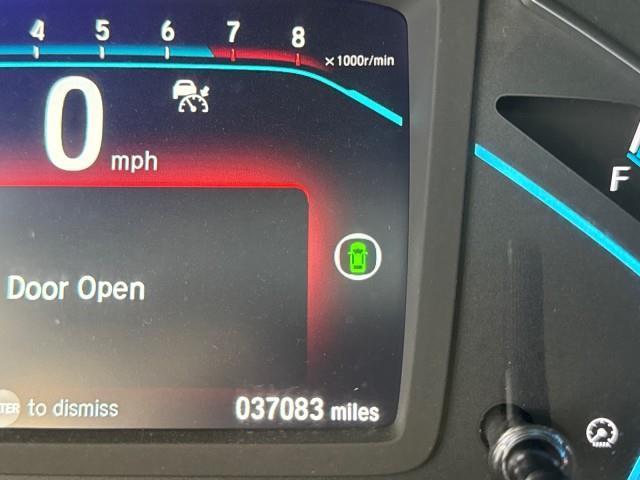 4 5 6 7 8
×1000r/min
0 mph
F
Door Open
to dismiss
037083 miles